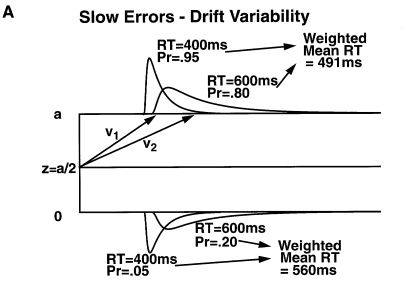 A
Slow Errors - Drift Variability
RT=400ms
Pr=.95
Weighted
Mean RT
= 491ms
RT=600ms
Pr=.80
a
v1
v2
z=a/2
0
RT=600ms
Pr=.20
Weighted
Mean RT
= 560ms
RT=400ms
Pr=.05